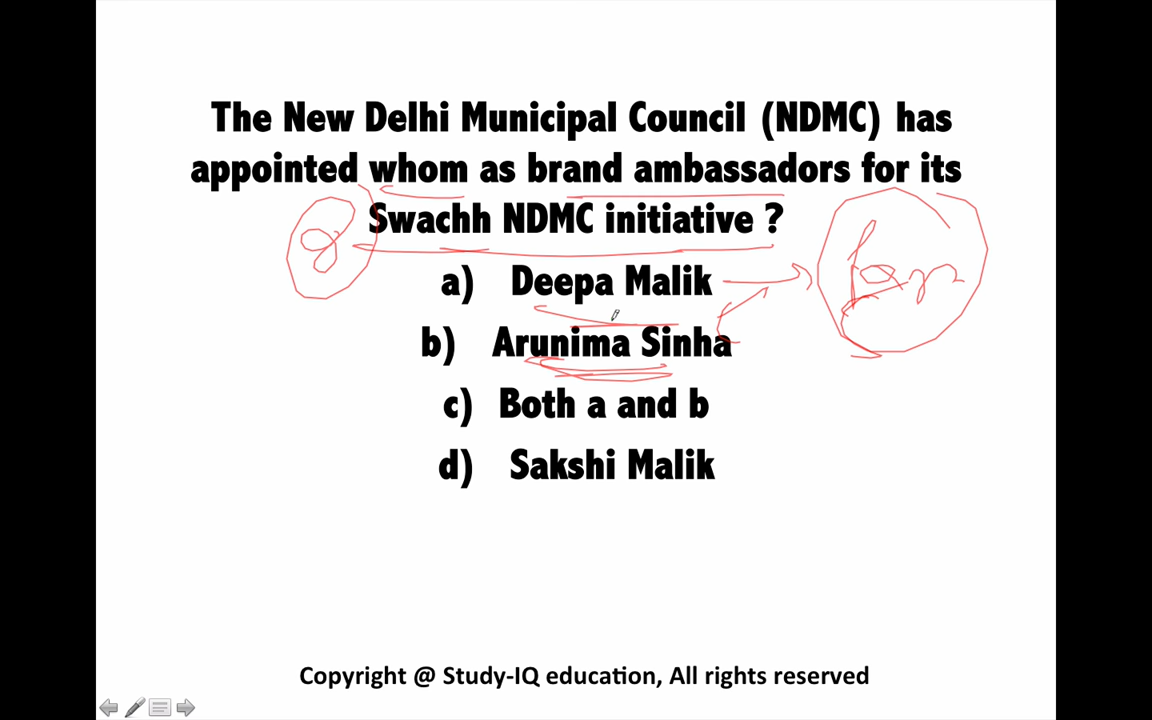 The New Delhi Municipal Council (NDMC) has
appointed whom as brand ambassadors for its
Swachh NDMC initiative ?
a) Deepa Malik
b) Arunima Sinha
c) Both a and b
d) Sakshi Malik
Copyright @ Study-IQ education, All rights reserved